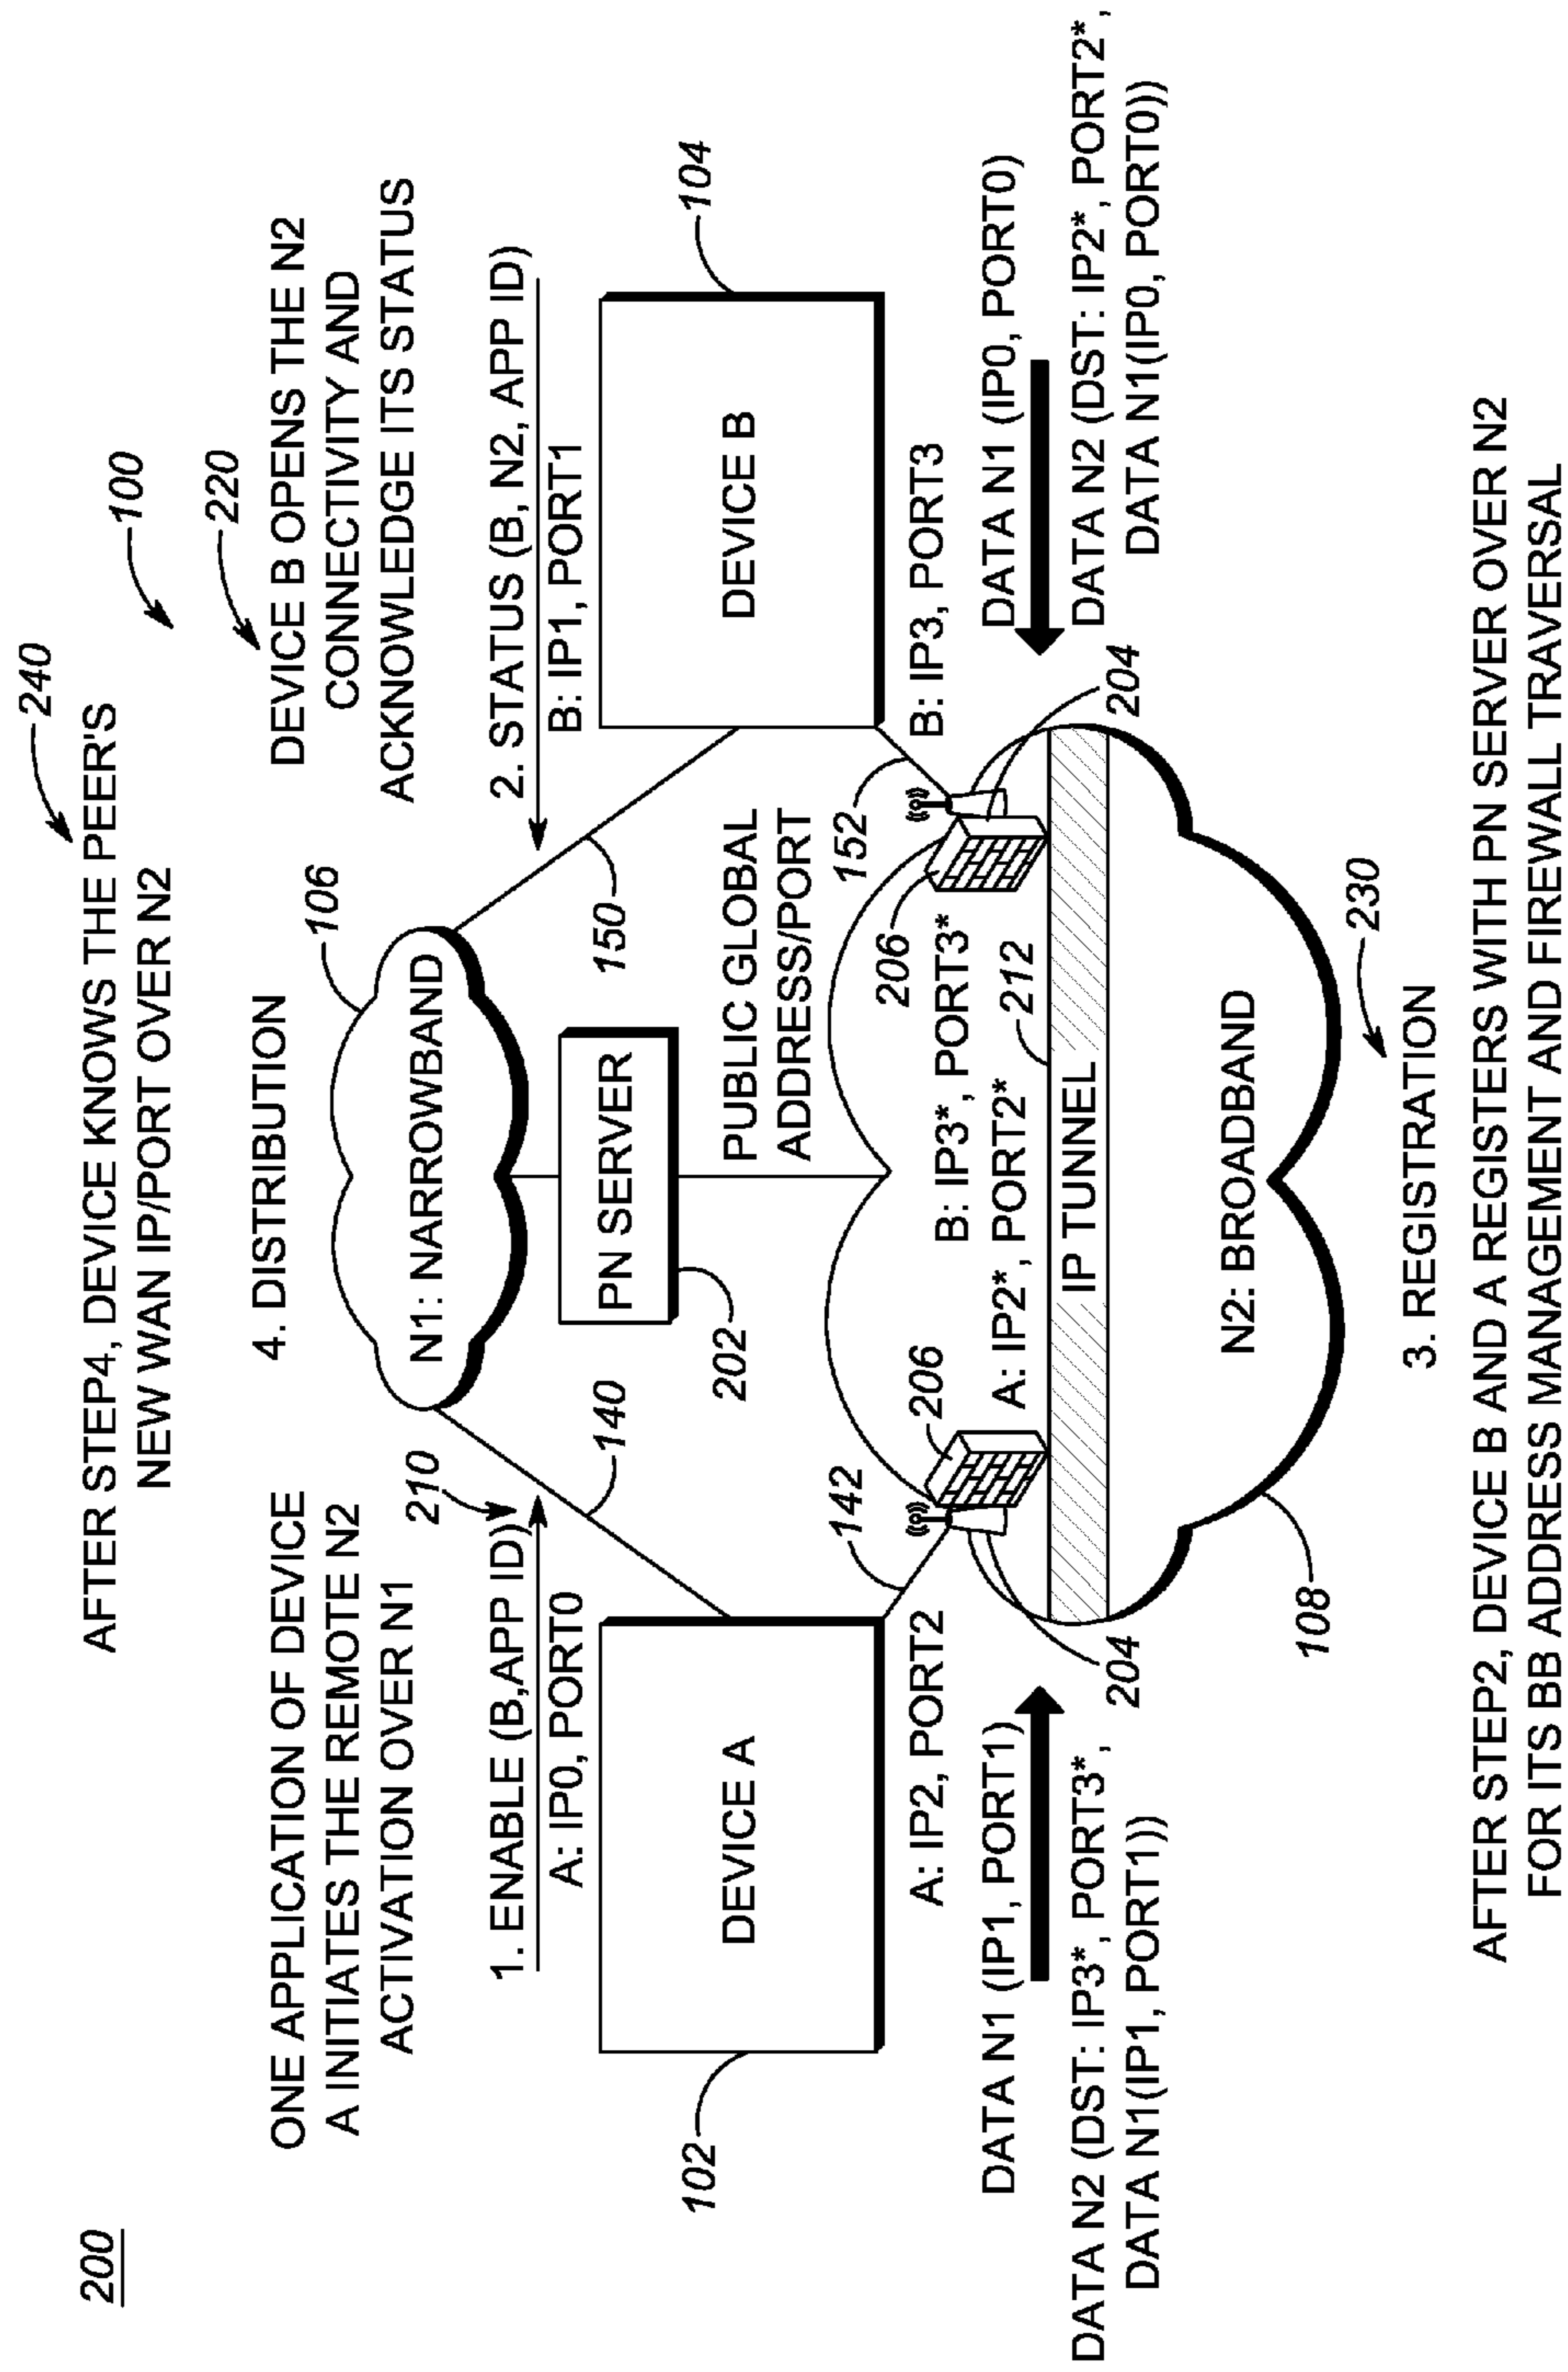 200
240
AFTER STEP4, DEVICE KNOWS THE PEER'S
NEW WAN IP/PORT OVER N2
100
ONE APPLICATION OF DEVICE
A INITIATES THE REMOTE N2
ACTIVATION OVER N1
4. DISTRIBUTION
106
220
DEVICE B OPENS THE N2
CONNECTIVITY AND
ACKNOWLEDGE ITS STATUS
210
N1: NARROWBAND
1. ENABLE (B,APP ID)
A: IP0, PORT0
140
150
2. STATUS (B, N2, APP ID)
B: IP1, PORT1
PN SERVER
202
102
DEVICE A
DEVICE B
104
PUBLIC GLOBAL
ADDRESS/PORT
142
152
A: IP2, PORT2
206
206
B: IP3, PORT3
B: IP3*, PORT3*
A: IP2*, PORT2*
212
DATA N1 (IP1, PORT1)
DATA N1 (IP0, PORT0)
IP TUNNEL
204
204
DATA N2 (DST: IP3*, PORT3*,
DATA N1(IP1, PORT1))
DATA N2 (DST: IP2*, PORT2*,
DATA N1(IP0, PORT0))
N2: BROADBAND
108
230
3. REGISTRATION
AFTER STEP2, DEVICE B AND A REGISTERS WITH PN SERVER OVER N2
FOR ITS BB ADDRESS MANAGEMENT AND FIREWALL TRAVERSAL